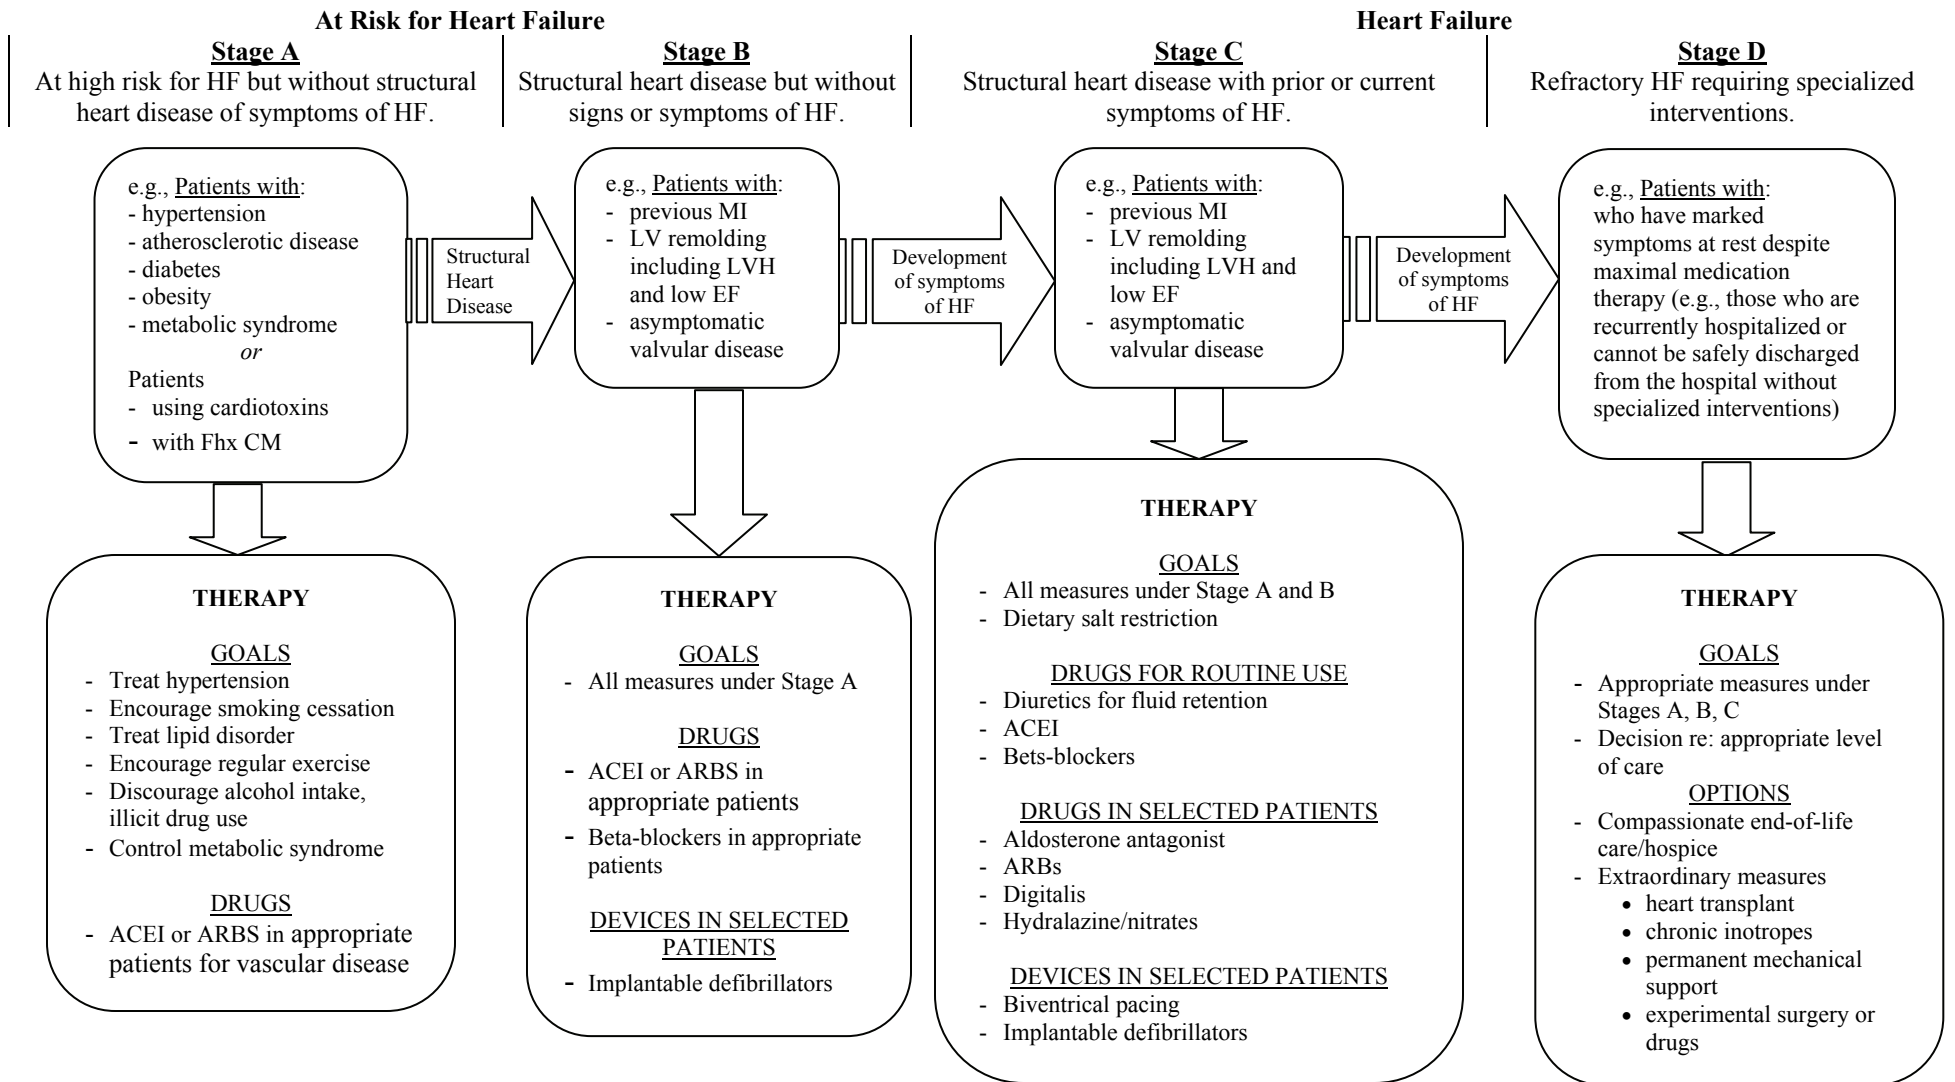 At Risk for Heart Failure
Heart Failure
Stage A
At high risk for HF but without structural
heart disease of symptoms of HF.
Stage B
Structural heart disease but without
signs or symptoms of HF.
Stage C
Structural heart disease with prior or current
symptoms of HF.
Stage D
Refractory HF requiring specialized
interventions.
e.g., Patients with:
- hypertension
- atherosclerotic disease
- diabetes
- obesity
- metabolic syndrome
or
Patients
- using cardiotoxins
- with Fhx CM
Structural
Heart
Disease
e.g., Patients with:
- previous MI
- LV remolding
including LVH
and low EF
- asymptomatic
valvular disease
Development
of symptoms
of HF
e.g., Patients with:
- previous MI
- LV remolding
including LVH and
low EF
- asymptomatic
valvular disease
Development
of symptoms
of HF
e.g., Patients with:
who have marked
symptoms at rest despite
maximal medication
therapy (e.g., those who are
recurrently hospitalized or
cannot be safely discharged
from the hospital without
specialized interventions)
THERAPY
GOALS
- Treat hypertension
- Encourage smoking cessation
- Treat lipid disorder
- Encourage regular exercise
- Discourage alcohol intake,
illicit drug use
- Control metabolic syndrome
DRUGS
- ACEI or ARBS in appropriate
patients for vascular disease
THERAPY
GOALS
- All measures under Stage A
DRUGS
- ACEI or ARBS in
appropriate patients
- Beta-blockers in appropriate
patients
DEVICES IN SELECTED
PATIENTS
- Implantable defibrillators
THERAPY
GOALS
- All measures under Stage A and B
- Dietary salt restriction
DRUGS FOR ROUTINE USE
- Diuretics for fluid retention
- ACEI
- Bets-blockers
DRUGS IN SELECTED PATIENTS
- Aldosterone antagonist
- ARBs
- Digitalis
- Hydralazine/nitrates
DEVICES IN SELECTED PATIENTS
- Biventrical pacing
- Implantable defibrillators
THERAPY
GOALS
- Appropriate measures under
Stages A, B, C
- Decision re: appropriate level
of care
OPTIONS
- Compassionate end-of-life
care/hospice
- Extraordinary measures
• heart transplant
• chronic inotropes
• permanent mechanical
support
• experimental surgery or
drugs